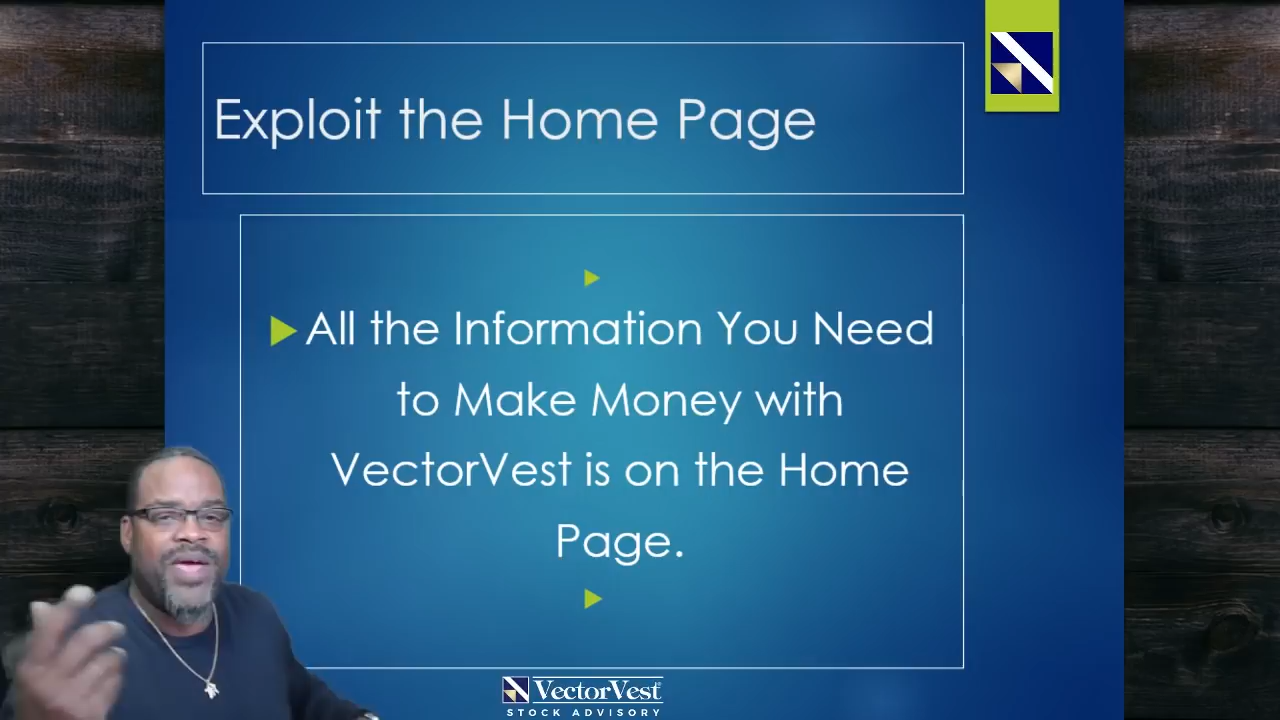 Exploit the Home Page
All the Information You Need
to Make Money with
VectorVest is on the Home
Page.
VectorVest®
STOCK ADVISORY